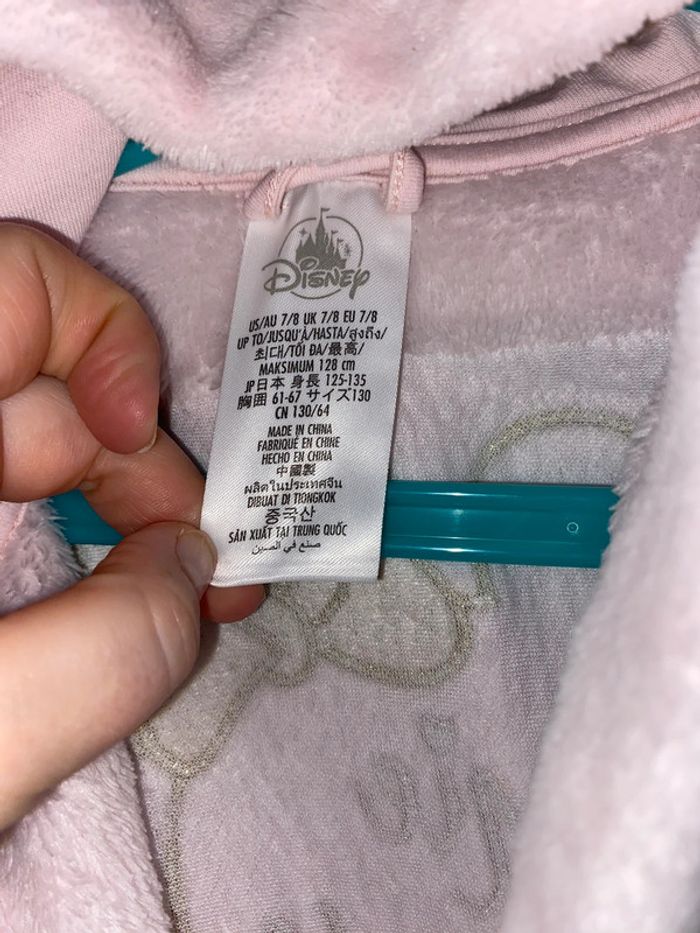 Disney
US/AU 7/8 UK 7/8 EU 7/8
UP TO/JUSQU'À/HASTA/สูงถึง/
최대/TỐI ĐA/最高/
MAKSIMUM 128 cm
JP 日本 身長 125-135
胸囲 61-67 サイズ130
CN 130/64
MADE IN CHINA
FABRIQUÉ EN CHINE
HECHO EN CHINA
中國製
ผลิตในประเทศจีน
DIBUAT DI TIONGKOK
중국산
SẢN XUẤT TẠI TRUNG QUỐC
صنع في الصين